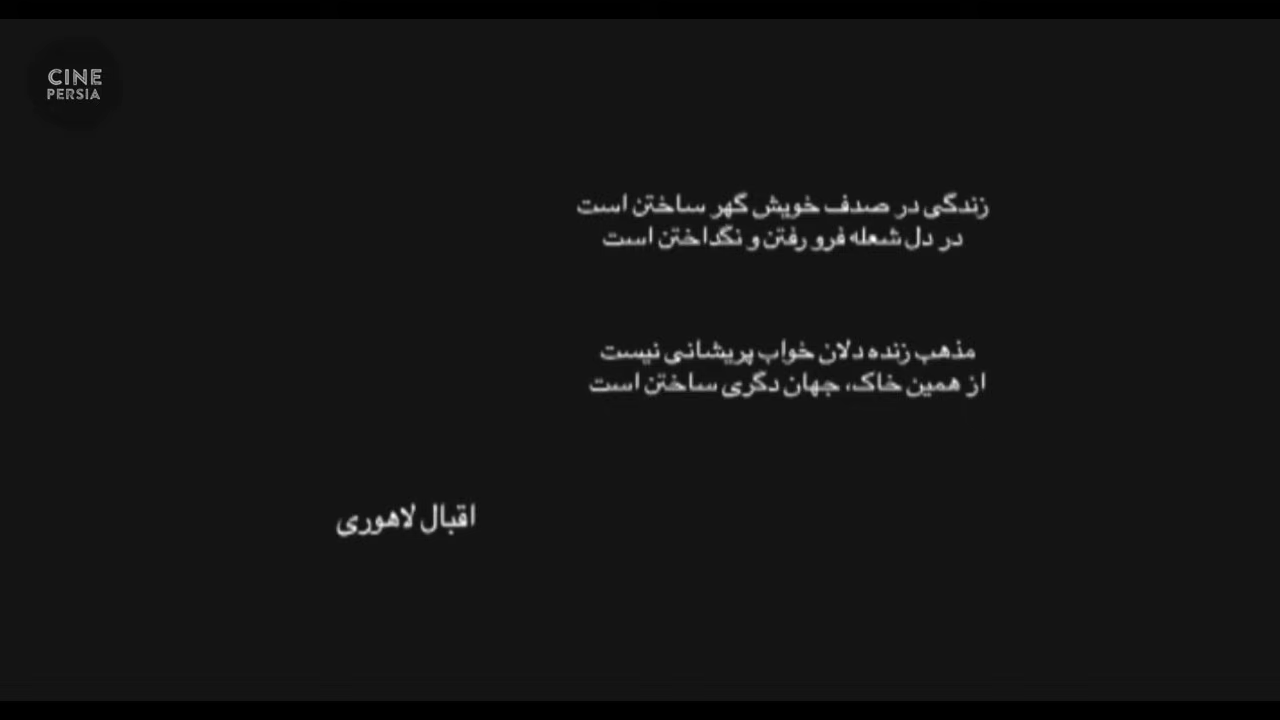 CINE
PERSIA
زندگی در صدف خویش گهر ساختن است
در دل شعله فرو رفتن و نگداختن است
مذهب زنده دلان خواب پریشانی نیست
از همین خاک، جهان دگری ساختن است
اقبال لاهوری